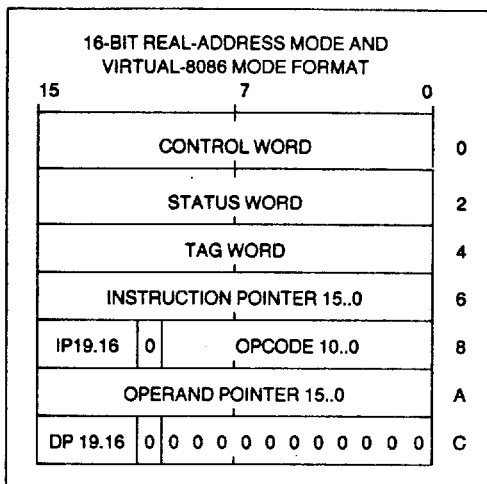 16-BIT REAL-ADDRESS MODE AND
VIRTUAL-8086 MODE FORMAT
15 7 0
CONTROL WORD 0
STATUS WORD 2
TAG WORD 4
INSTRUCTION POINTER 15..0 6
IP19.16 0 OPCODE 10..0 8
OPERAND POINTER 15..0 A
DP 19.16 0 0 0 0 0 0 0 0 0 0 0 0 C